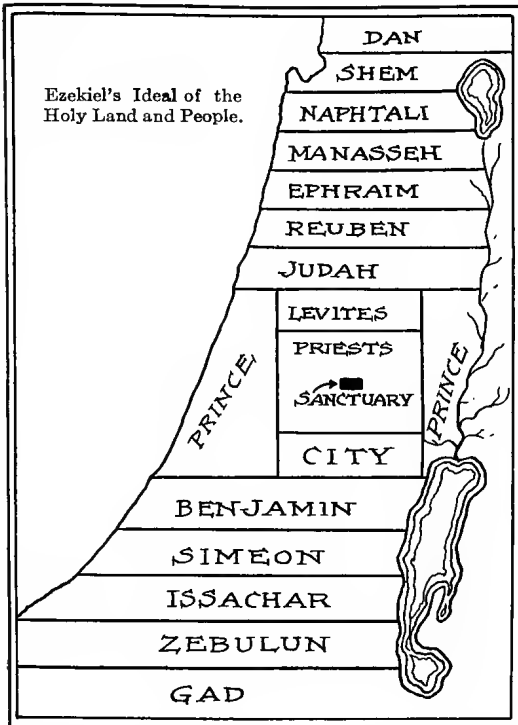 DAN
SHEM
Ezekiel's Ideal of the
Holy Land and People.
NAPHTALI
MANASSEH
EPHRAIM
REUBEN
JUDAH
LEVITES
PRIESTS
PRINCE
PRINCE
SANCTUARY
CITY
BENJAMIN
SIMEON
ISSACHAR
ZEBULUN
GAD